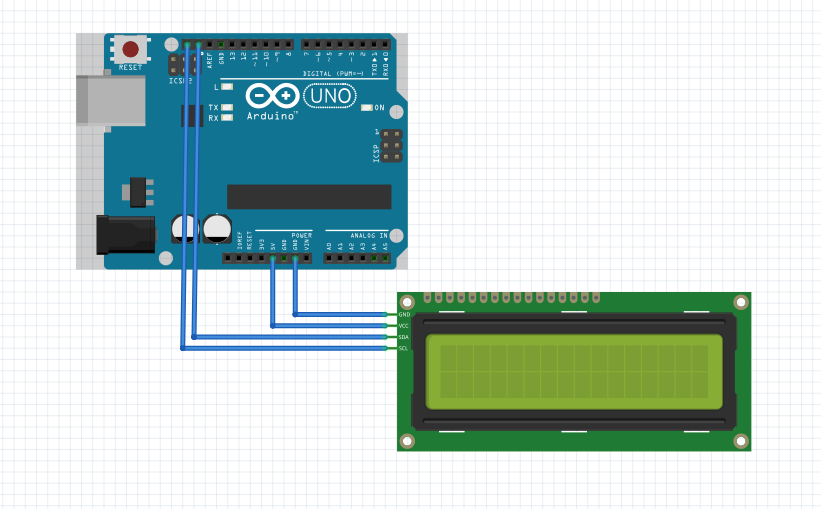 RESET
ICSP2
AREF
GND
13
12
~11
~10
~9
8
7
~6
~5
4
~3
2
TXD▶1
RXD◀0
DIGITAL (PWM=~)
L
TX
RX
Arduino™
UNO
ON
1
ICSP
POWER
ANALOG IN
IOREF
RESET
3V3
5V
GND
GND
VIN
A0
A1
A2
A3
A4
A5
GND
VCC
SDA
SCL